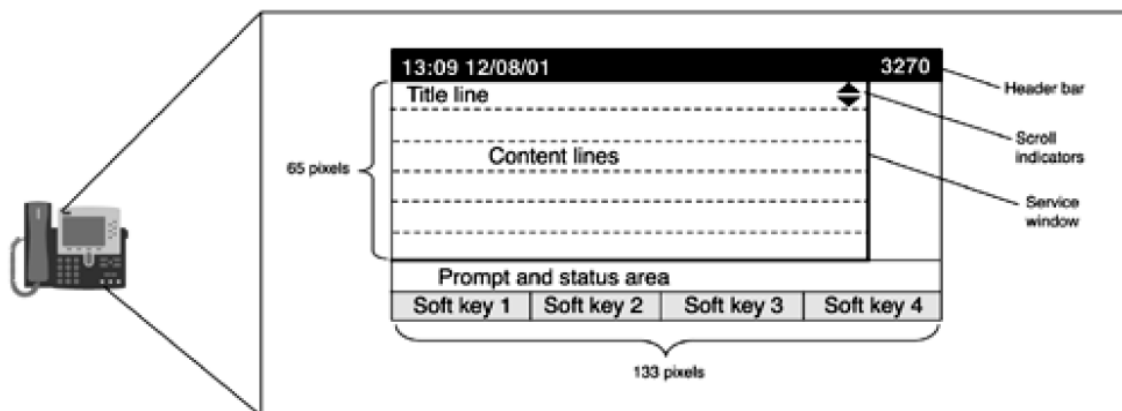 13:09 12/08/01 3270
Header bar
Title line
Scroll
indicators
Content lines
65 pixels
Service
window
Prompt and status area
Soft key 1 Soft key 2 Soft key 3 Soft key 4
133 pixels